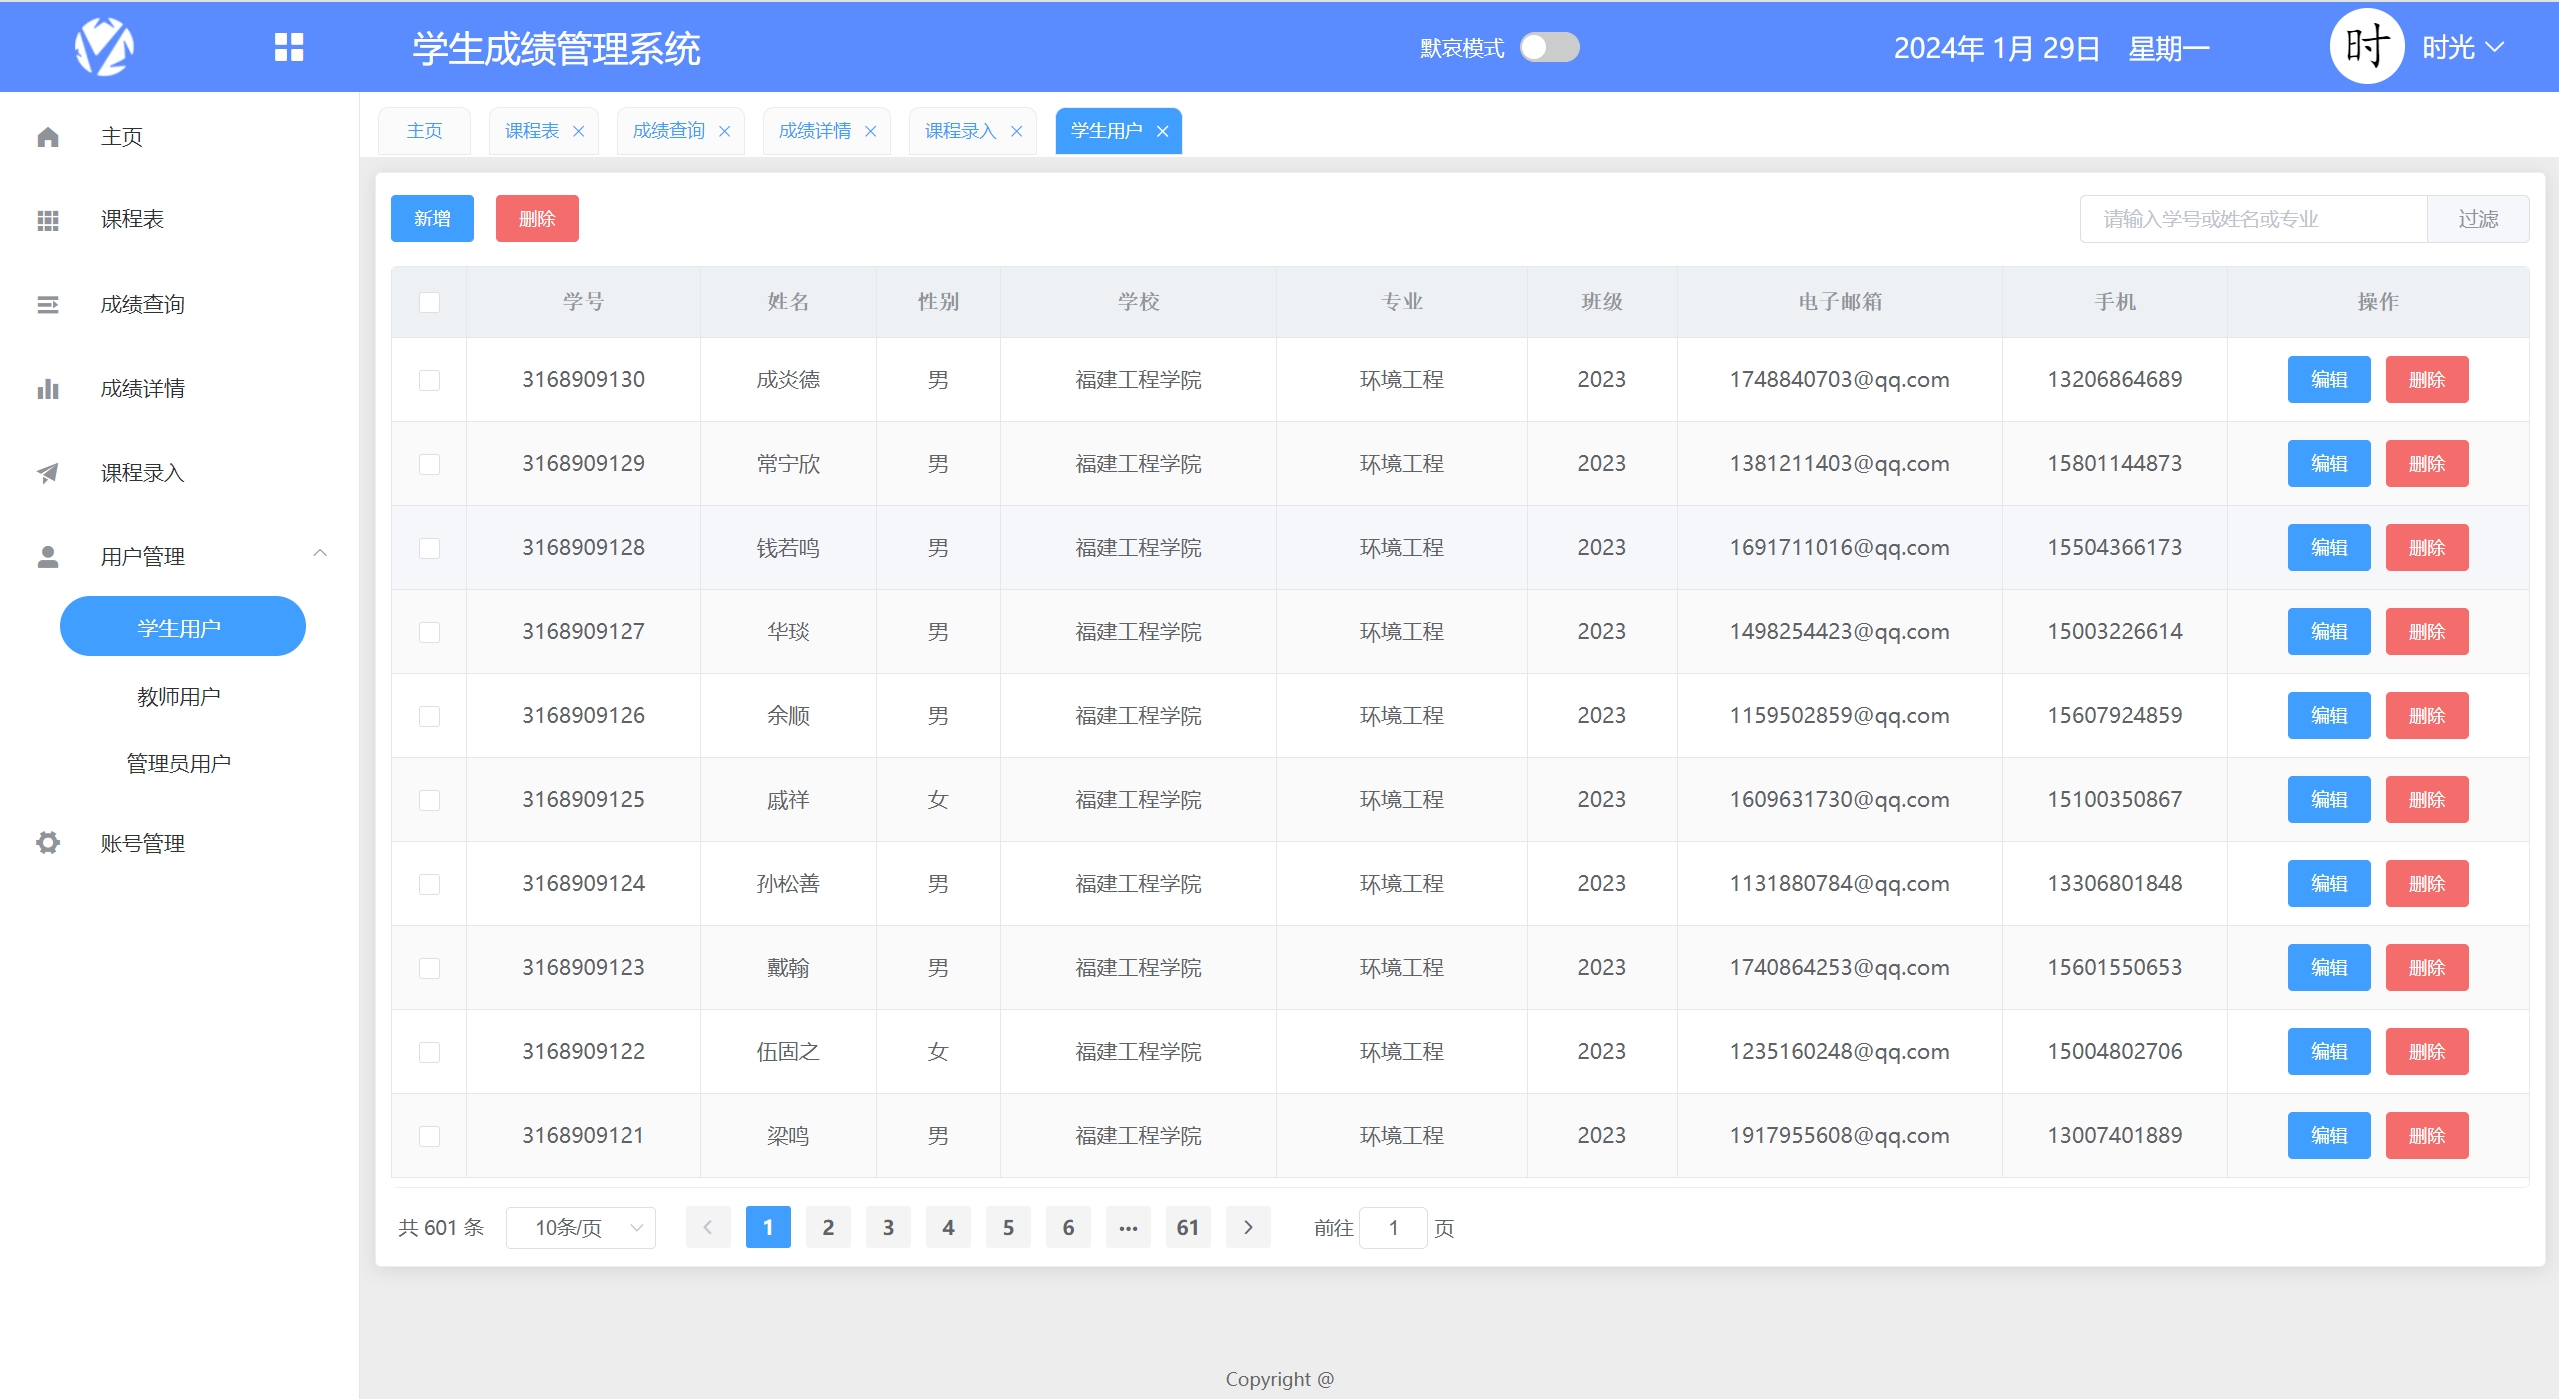 学生成绩管理系统 默哀模式 2024年 1月 29日 星期一 时 时光
主页
课程表
成绩查询
成绩详情
课程录入
用户管理
学生用户
教师用户
管理员用户
账号管理
主页 课程表 成绩查询 成绩详情 课程录入 学生用户
新增 删除 请输入学号或姓名或专业 过滤
学号 姓名 性别 学校 专业 班级 电子邮箱 手机 操作
3168909130 成炎德 男 福建工程学院 环境工程 2023 1748840703@qq.com 13206864689 编辑 删除
3168909129 常宁欣 男 福建工程学院 环境工程 2023 1381211403@qq.com 15801144873 编辑 删除
3168909128 钱若鸣 男 福建工程学院 环境工程 2023 1691711016@qq.com 15504366173 编辑 删除
3168909127 华琰 男 福建工程学院 环境工程 2023 1498254423@qq.com 15003226614 编辑 删除
3168909126 余顺 男 福建工程学院 环境工程 2023 1159502859@qq.com 15607924859 编辑 删除
3168909125 戚祥 女 福建工程学院 环境工程 2023 1609631730@qq.com 15100350867 编辑 删除
3168909124 孙松善 男 福建工程学院 环境工程 2023 1131880784@qq.com 13306801848 编辑 删除
3168909123 戴翰 男 福建工程学院 环境工程 2023 1740864253@qq.com 15601550653 编辑 删除
3168909122 伍固之 女 福建工程学院 环境工程 2023 1235160248@qq.com 15004802706 编辑 删除
3168909121 梁鸣 男 福建工程学院 环境工程 2023 1917955608@qq.com 13007401889 编辑 删除
共 601 条 10条/页 1 2 3 4 5 6 ··· 61 前往 1 页
Copyright @